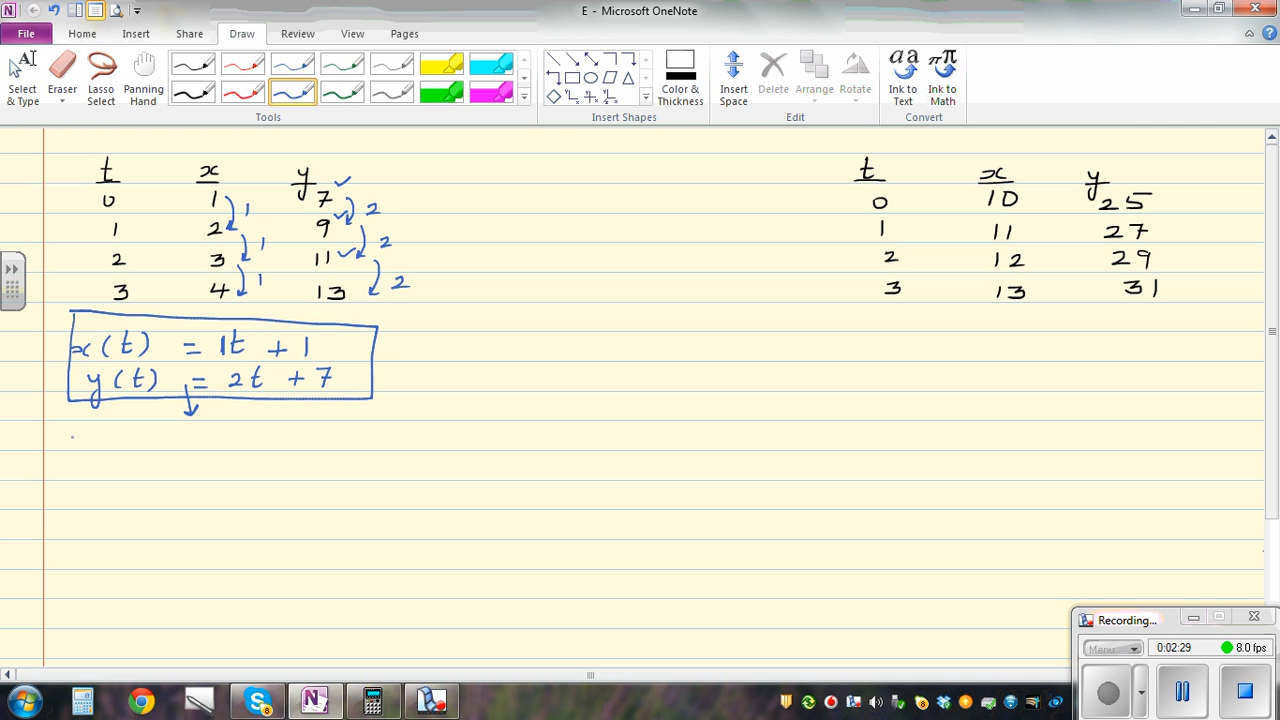 E - Microsoft OneNote
File Home Insert Share Draw Review View Pages
Select & Type
Eraser
Lasso Select
Panning Hand
Color & Thickness
Insert Space
Delete
Arrange
Rotate
Ink to Text
Ink to Math
Tools
Insert Shapes
Edit
Convert
t x y
0 1 7
1 2
1 2 9
1 2
2 3 11
1 2
3 4 13
x(t) = 1t + 1
y(t) = 2t + 7
t x y
0 10 25
1 11 27
2 12 29
3 13 31
Recording...
Menu 0:02:29 8.0 fps